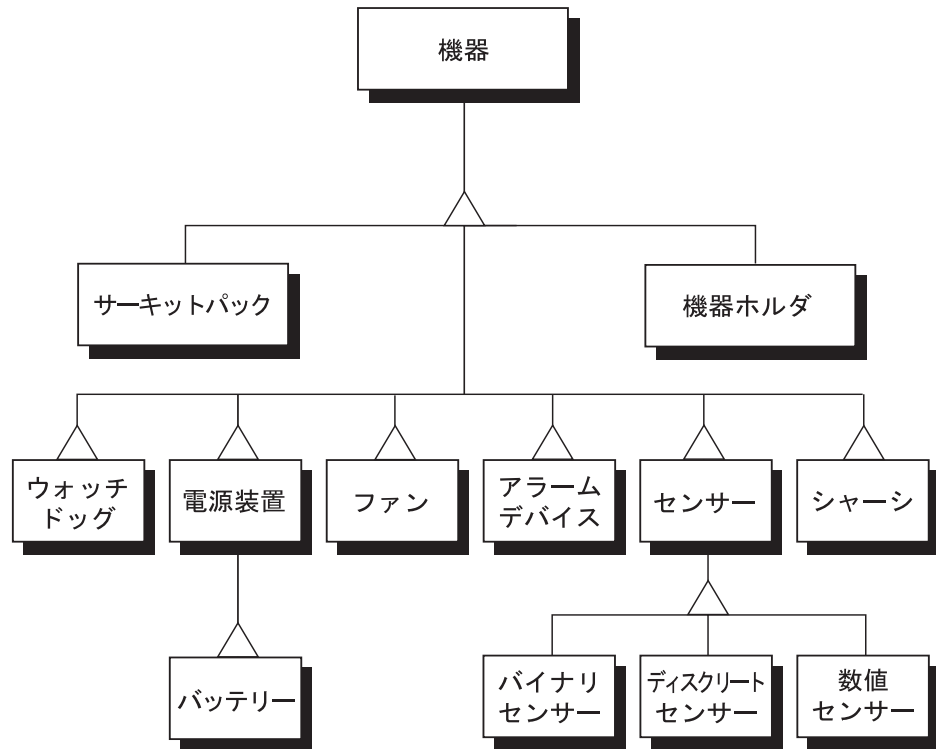 機器
サーキットパック
機器ホルダ
ウォッチ
ドッグ
電源装置
ファン
アラーム
デバイス
センサー
シャーシ
バッテリー
バイナリ
センサー
ディスクリート
センサー
数値
センサー